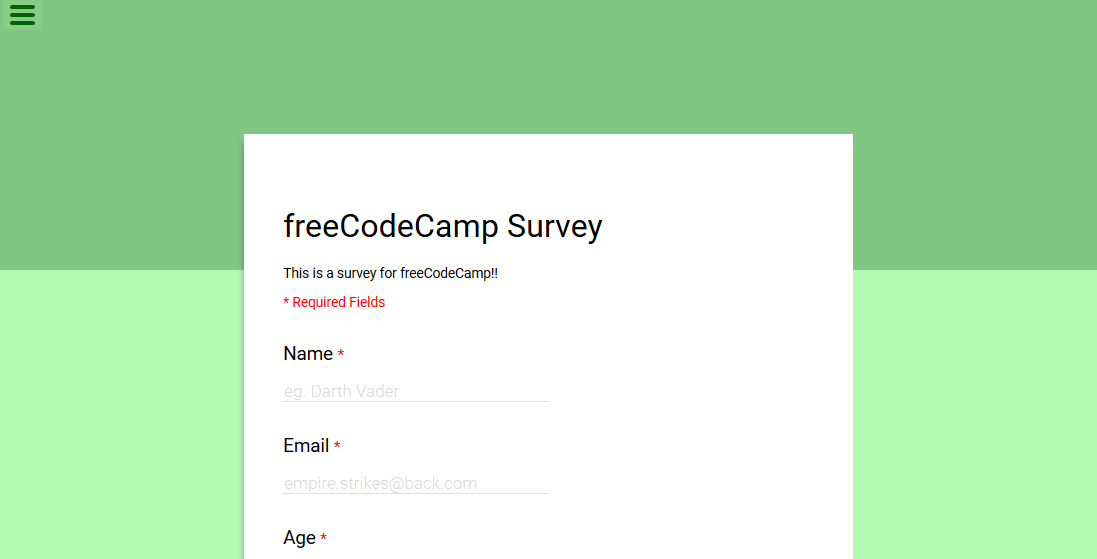 freeCodeCamp Survey
This is a survey for freeCodeCamp!!
* Required Fields
Name *
eg. Darth Vader
Email *
empire.strikes@back.com
Age *